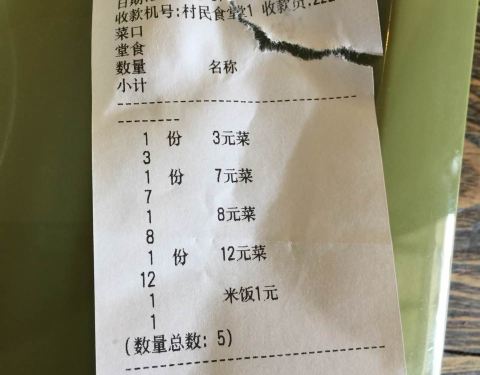 收款机号:村民食堂1 收款员:222
菜口
堂食
数量 名称
小计
1 份 3元菜
3
1 份 7元菜
7
1 8元菜
8
1 份 12元菜
12
1 米饭1元
1
(数量总数: 5)